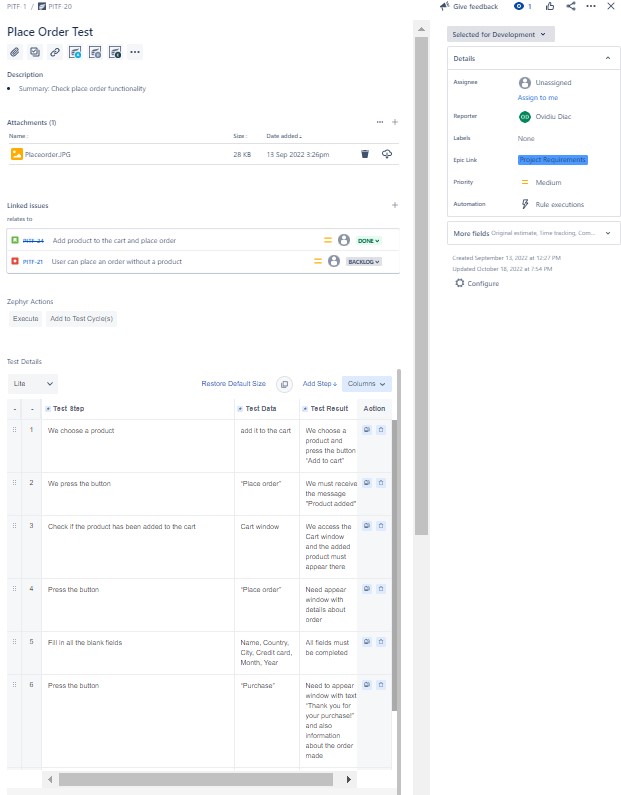 PITF 1 / PITF 20
Give feedback 1
Place Order Test
Description
Summary: Check place order functionality
Attachments (1)
Name: Size: Date added
Placeorder.JPG 28 KB 13 Sep 2022 3:26pm
Linked issues
relates to
PITF-24 Add product to the cart and place order DONE
PITF-21 User can place an order without a product BACKLOG
Zephyr Actions
Execute Add to Test Cycle(s)
Test Details
Lite Restore Default Size Add Step Columns
- - Test Step Test Data Test Result Action
1 We choose a product add it to the cart We choose a
product and
press the button
"Add to cart"
2 We press the button "Place order" We must receive
the message
"Product added"
3 Check if the product has been added to the cart Cart window We access the
Cart window
and the added
product must
appear there
4 Press the button "Place order" Need appear
window with
details about
order
5 Fill in all the blank fields Name, Country, All fields must
City, Credit card, be completed
Month, Year
6 Press the button "Purchase" Need to appear
window with text
"Thank you for
your purchase!"
and also
information
about the order
made
Selected for Development
Details
Assignee Unassigned
Assign to me
Reporter OD Ovidiu Diac
Labels None
Epic Link Project Requirements
Priority Medium
Automation Rule executions
More fields Original estimate, Time tracking, Com...
Created September 13, 2022 at 12:27 PM
Updated October 18, 2022 at 7:54 PM
Configure